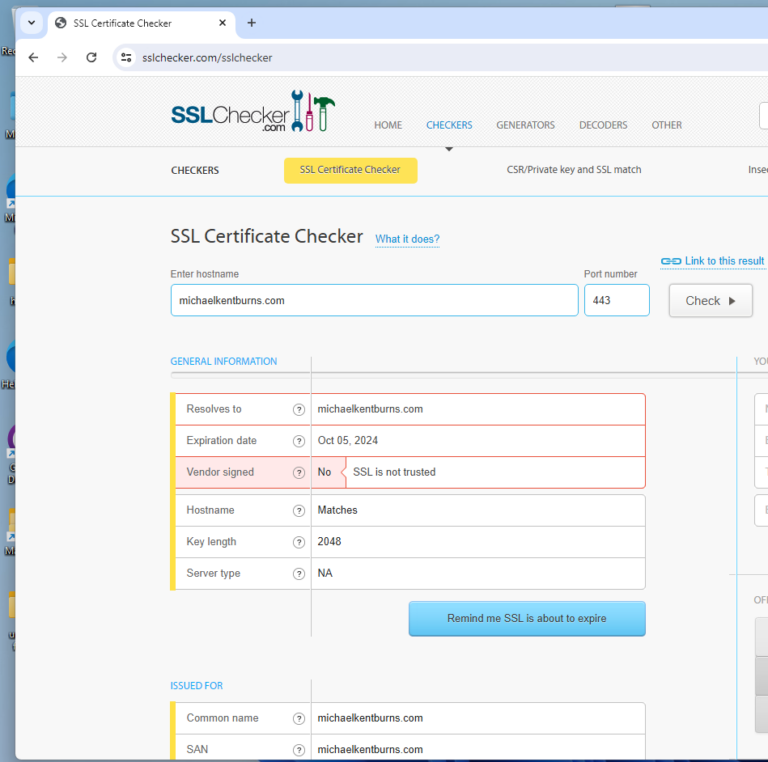 SSL Certificate Checker
sslchecker.com/sslchecker
SSLChecker.com
HOME
CHECKERS
GENERATORS
DECODERS
OTHER
CHECKERS
SSL Certificate Checker
CSR/Private key and SSL match
SSL Certificate Checker
What it does?
Link to this result
Enter hostname
Port number
michaelkentburns.com
443
Check
GENERAL INFORMATION
Resolves to ? michaelkentburns.com
Expiration date ? Oct 05, 2024
Vendor signed ? No SSL is not trusted
Hostname ? Matches
Key length ? 2048
Server type ? NA
Remind me SSL is about to expire
ISSUED FOR
Common name ? michaelkentburns.com
SAN ? michaelkentburns.com